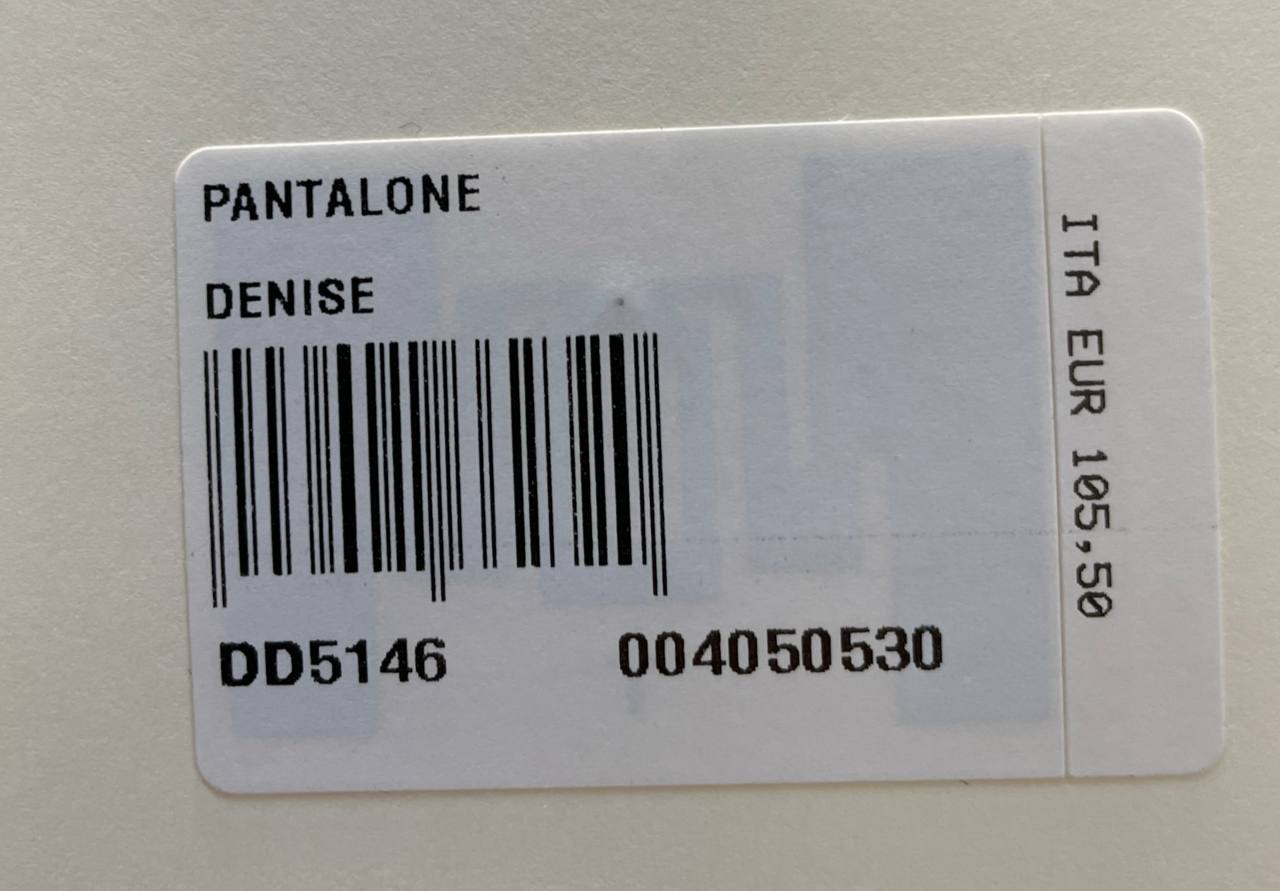 PANTALONE
DENISE
DD5146 004050530
ITA EUR 105,50